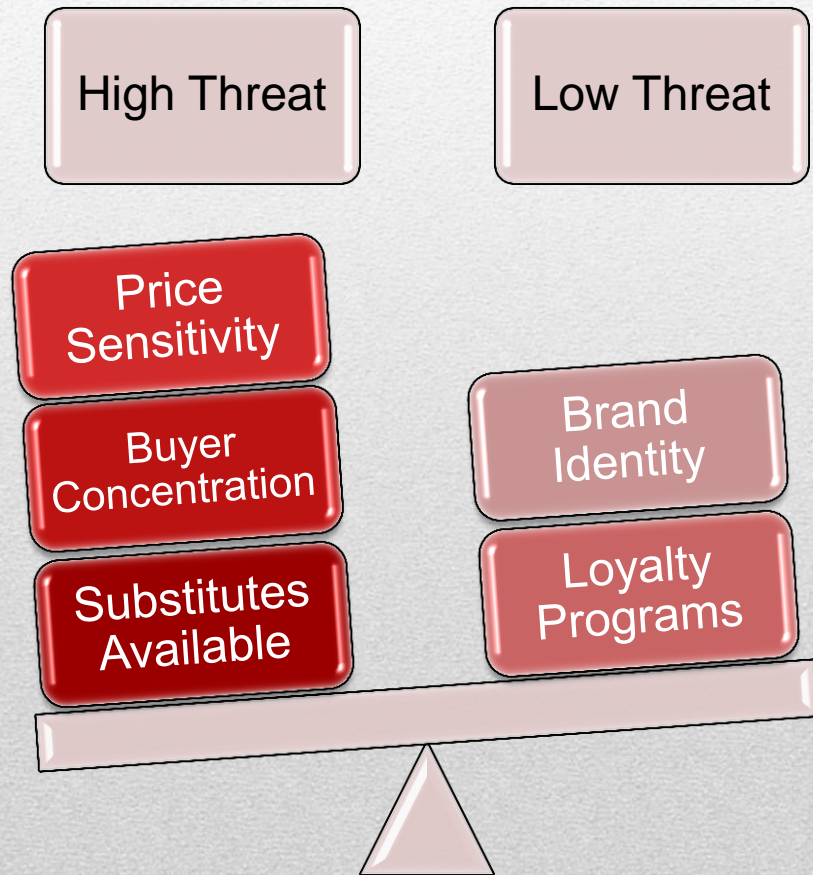 High Threat
Low Threat
Price
Sensitivity
Buyer
Concentration
Substitutes
Available
Brand
Identity
Loyalty
Programs